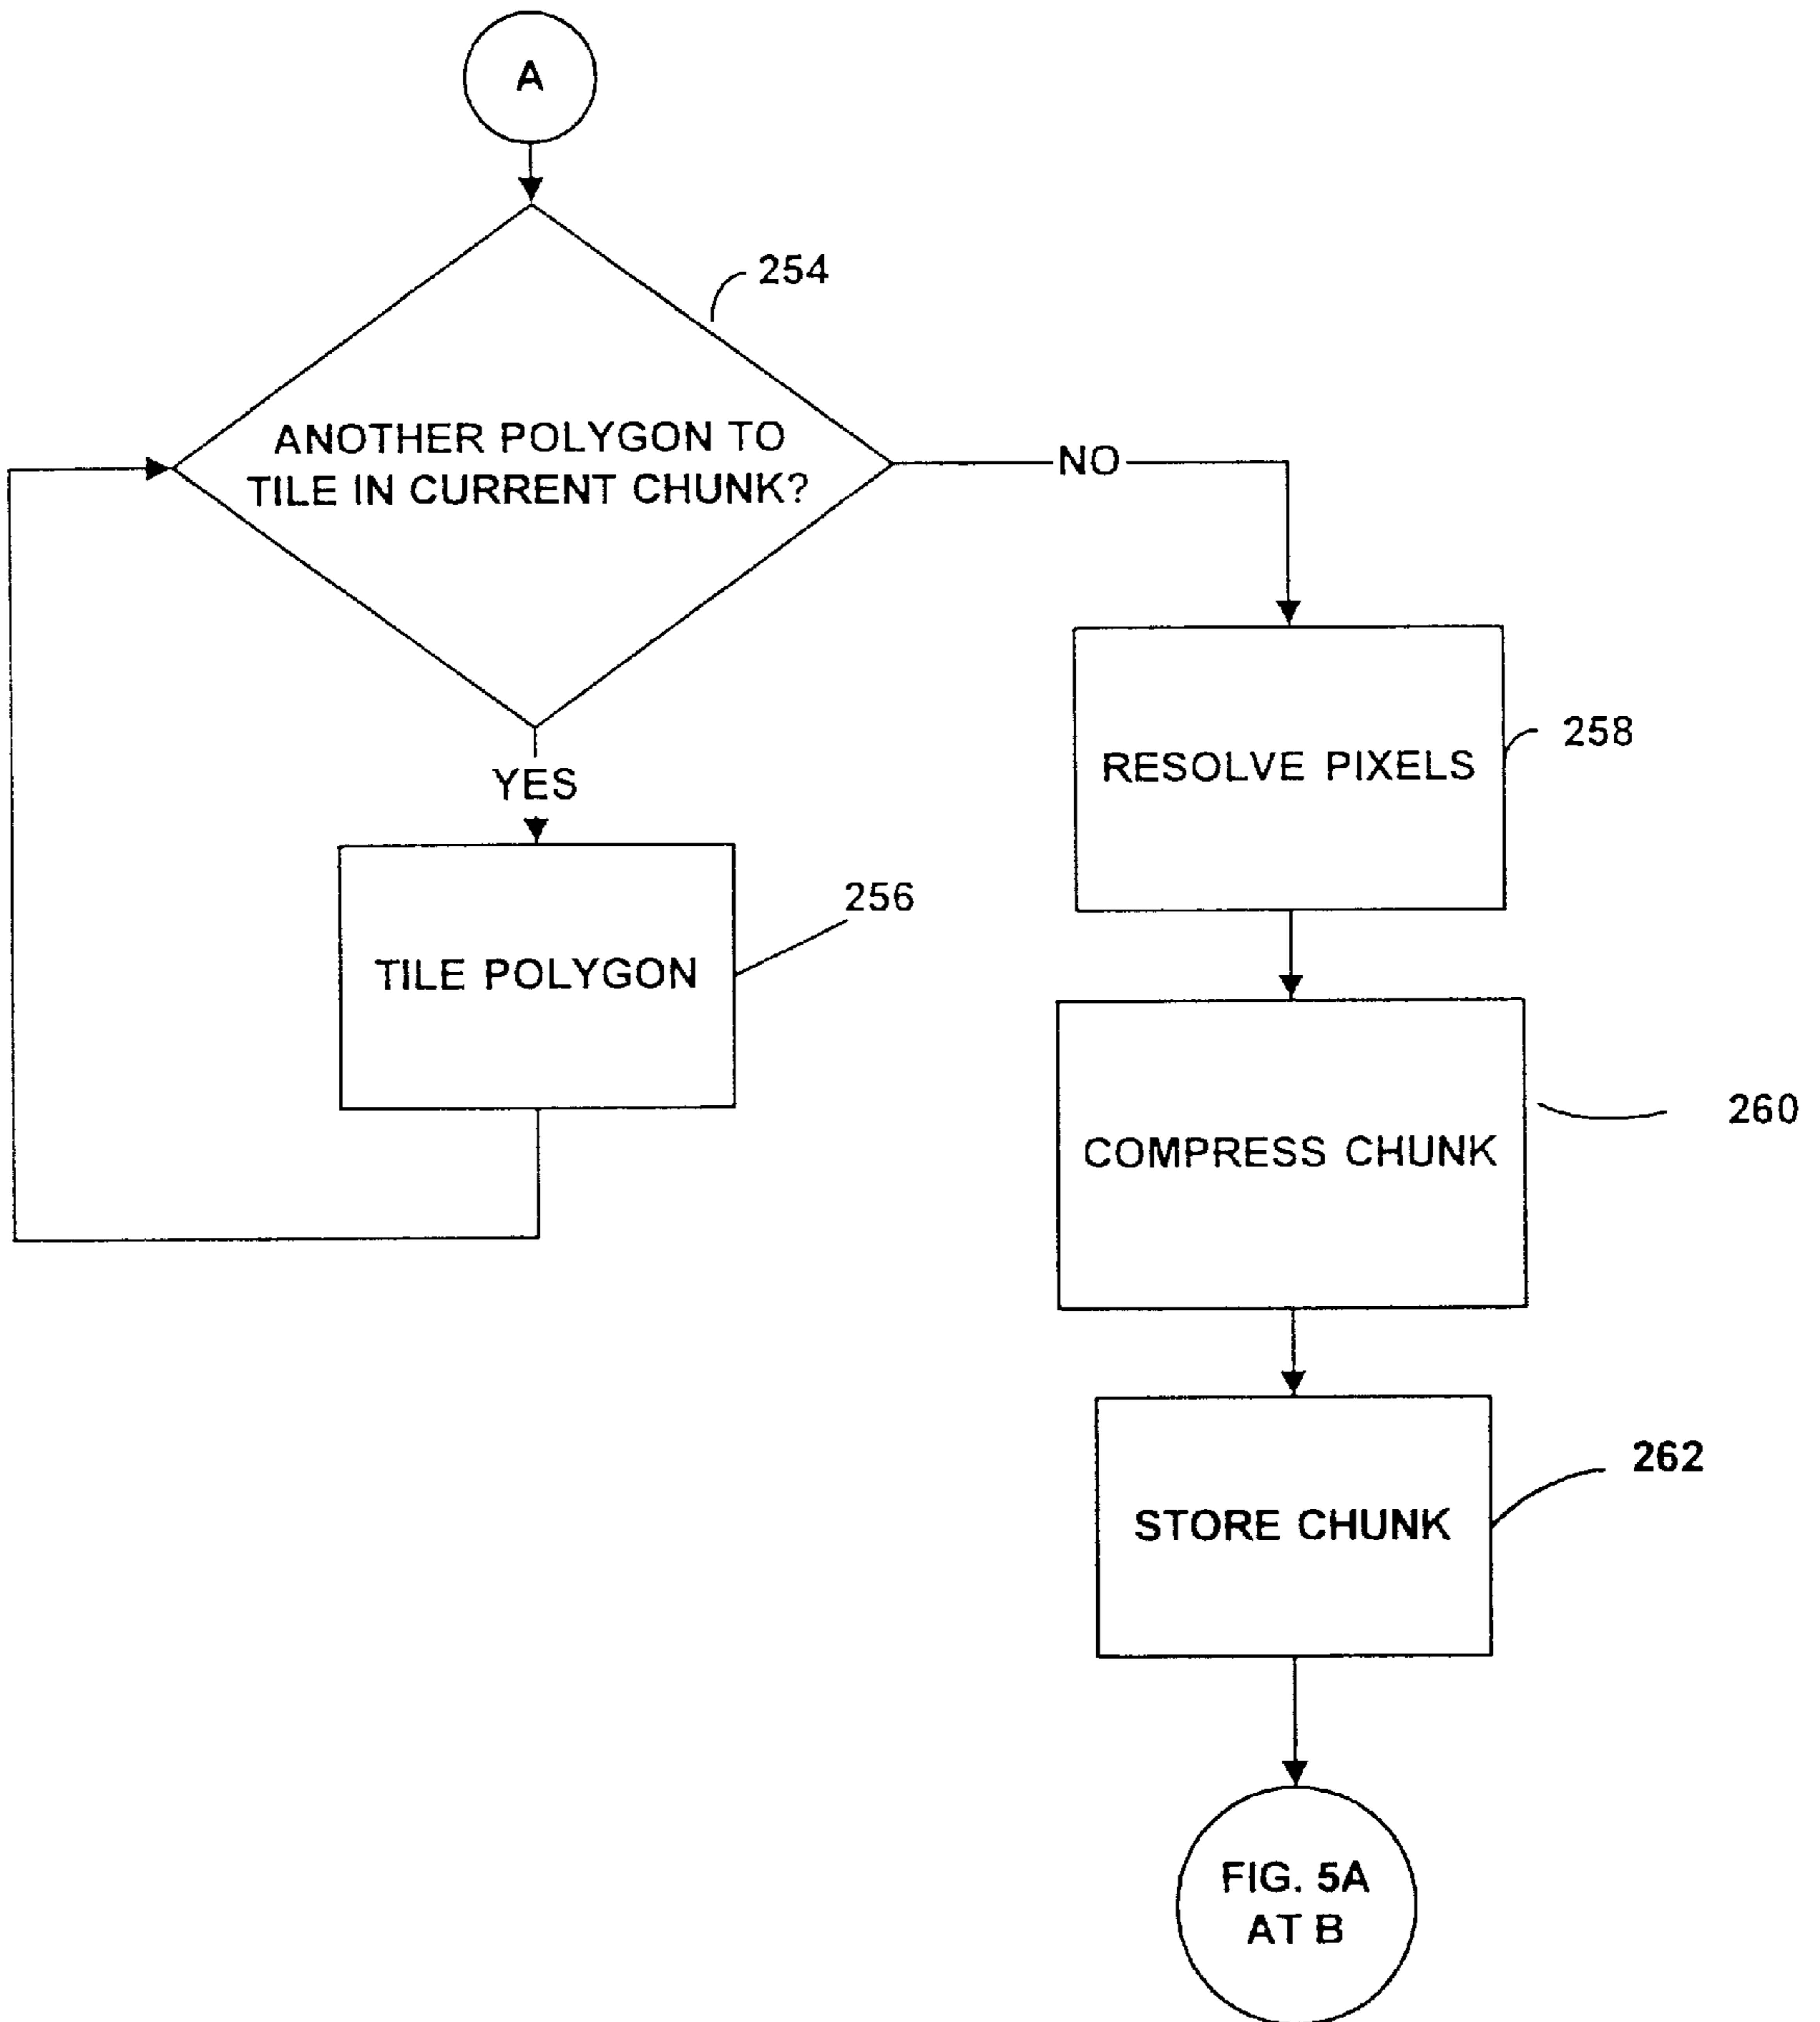 A
254
ANOTHER POLYGON TO
TILE IN CURRENT CHUNK?
NO
YES
258
RESOLVE PIXELS
256
TILE POLYGON
260
COMPRESS CHUNK
262
STORE CHUNK
FIG. 5A
AT B